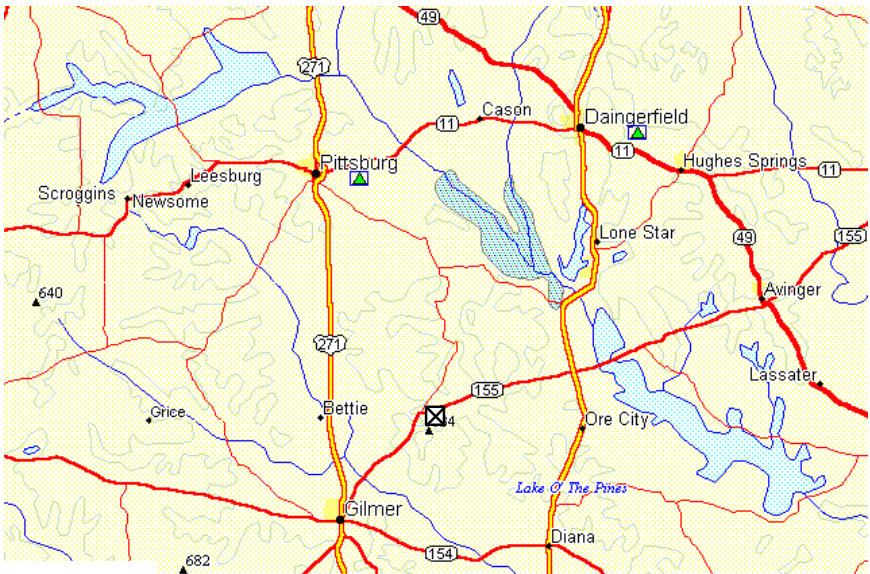 49
271
Cason
11
Daingerfield
11
Hughes Springs
11
Pittsburg
Leesburg
Scroggins
Newsome
Lone Star
49
155
640
Avinger
271
155
Lassater
Grice
Bettie
Ore City
Lake O' The Pines
Gilmer
154
Diana
682